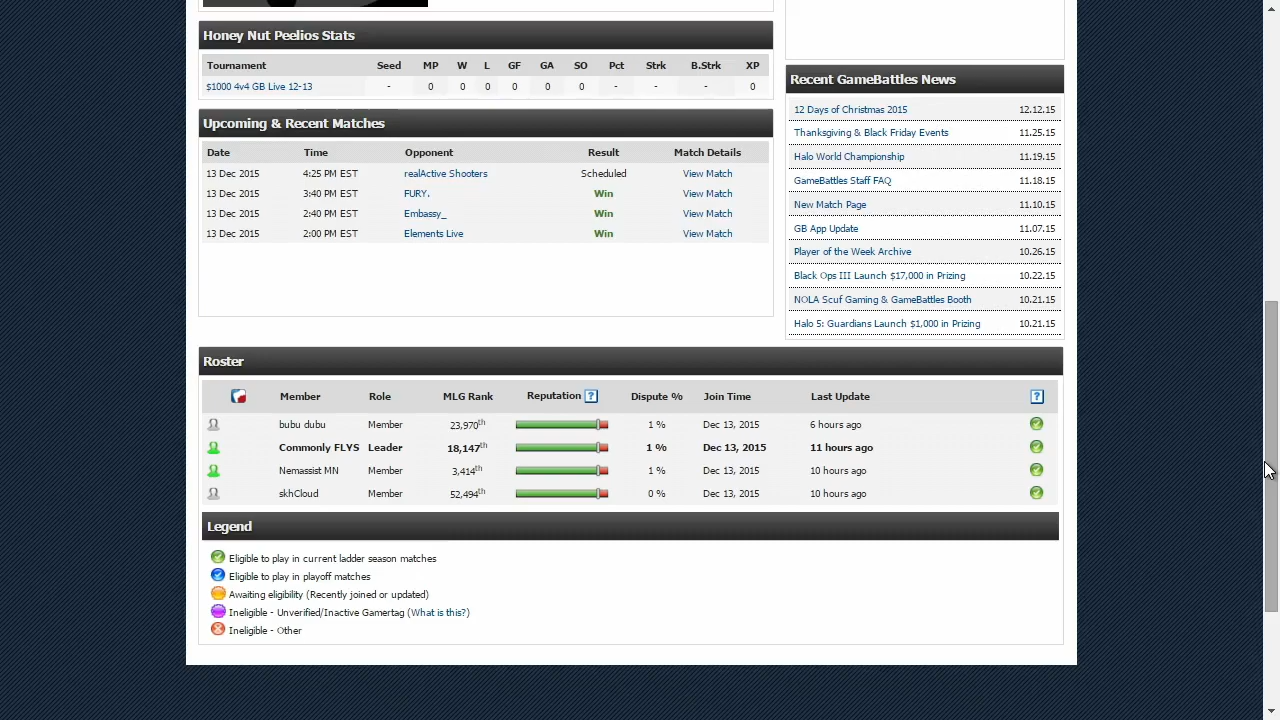 Honey Nut Peelios Stats
Tournament Seed MP W L GF GA SO Pct Strk B.Strk XP
$1000 4v4 GB Live 12-13 - 0 0 0 0 0 0 - - - 0
Upcoming & Recent Matches
Date Time Opponent Result Match Details
13 Dec 2015 4:25 PM EST realActive Shooters Scheduled View Match
13 Dec 2015 3:40 PM EST FURY. Win View Match
13 Dec 2015 2:40 PM EST Embassy_ Win View Match
13 Dec 2015 2:00 PM EST Elements Live Win View Match
Recent GameBattles News
12 Days of Christmas 2015 12.12.15
Thanksgiving & Black Friday Events 11.25.15
Halo World Championship 11.19.15
GameBattles Staff FAQ 11.18.15
New Match Page 11.10.15
GB App Update 11.07.15
Player of the Week Archive 10.26.15
Black Ops III Launch $17,000 in Prizing 10.22.15
NOLA Scuf Gaming & GameBattles Booth 10.21.15
Halo 5: Guardians Launch $1,000 in Prizing 10.21.15
Roster
Member Role MLG Rank Reputation ? Dispute % Join Time Last Update ?
bubu dubu Member 23,970th 1 % Dec 13, 2015 6 hours ago
Commonly FLYS Leader 18,147th 1 % Dec 13, 2015 11 hours ago
Nemassist MN Member 3,414th 1 % Dec 13, 2015 10 hours ago
skhCloud Member 52,494th 0 % Dec 13, 2015 10 hours ago
Legend
Eligible to play in current ladder season matches
Eligible to play in playoff matches
Awaiting eligibility (Recently joined or updated)
Ineligible - Unverified/Inactive Gamertag (What is this?)
Ineligible - Other